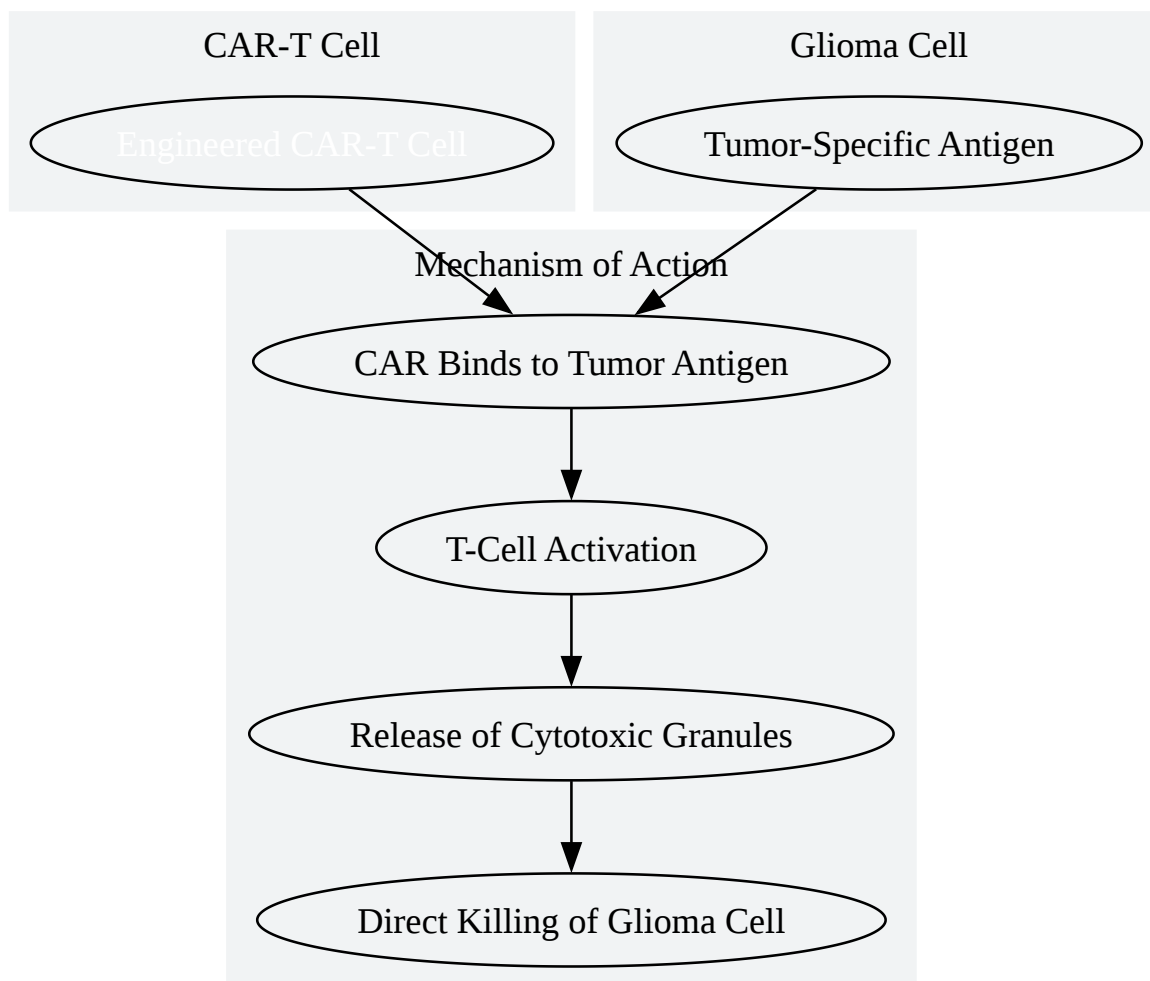 CAR-T Cell
Glioma Cell
Engineered CAR-T Cell
Tumor-Specific Antigen
Mechanism of Action
CAR Binds to Tumor Antigen
T-Cell Activation
Release of Cytotoxic Granules
Direct Killing of Glioma Cell